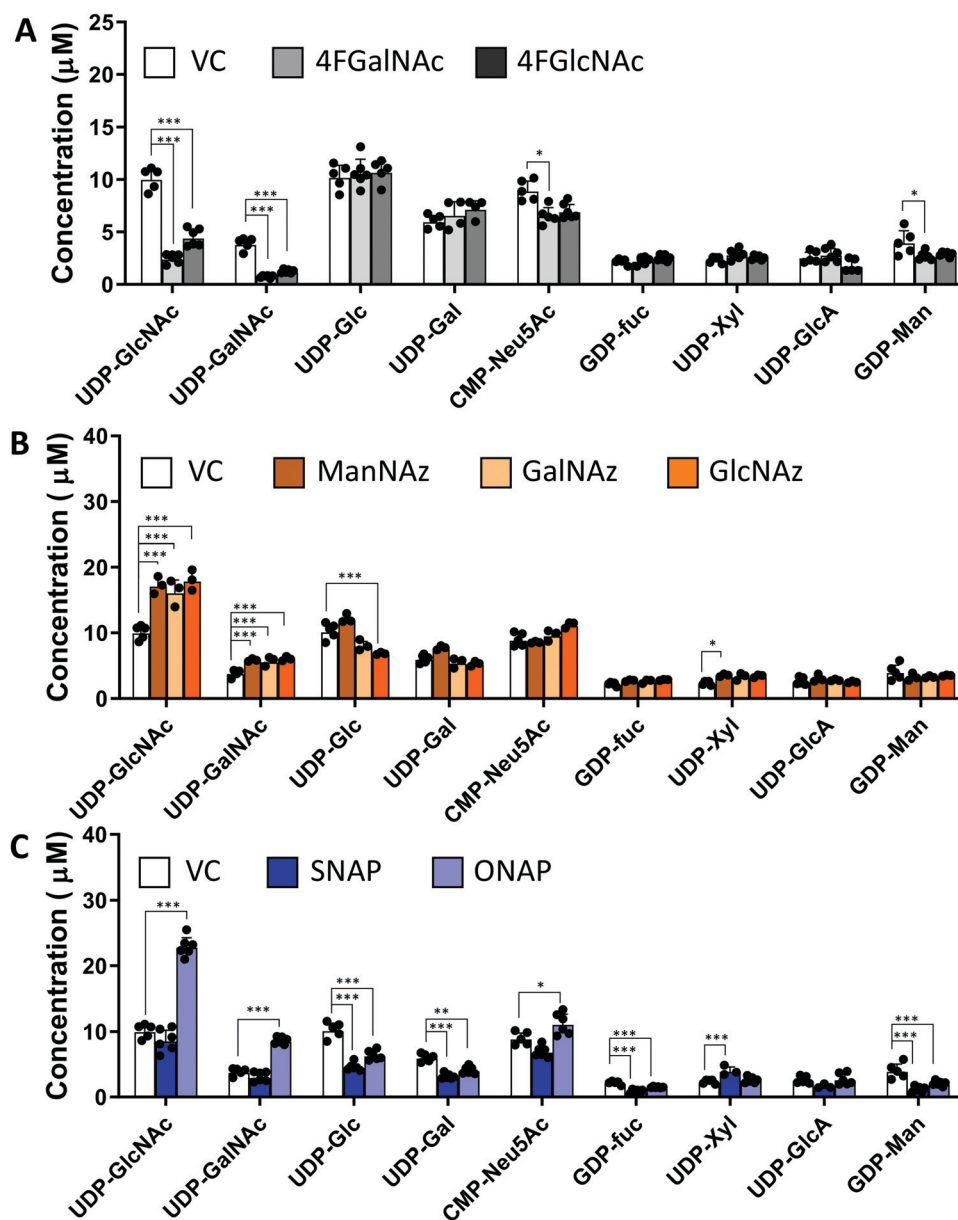 A
Concentration (μM)
25
20
15
10
5
0
VC 4FGalNAc 4FGlcNAc
*** *** *** *** * *
UDP-GlcNAc UDP-GalNAc UDP-Glc UDP-Gal CMP-Neu5Ac GDP-fuc UDP-Xyl UDP-GlcA GDP-Man
B
Concentration ( μM)
40
30
20
10
0
VC ManNAz GalNAz GlcNAz
*** *** *** *** *** *** *** *
UDP-GlcNAc UDP-GalNAc UDP-Glc UDP-Gal CMP-Neu5Ac GDP-fuc UDP-Xyl UDP-GlcA GDP-Man
C
Concentration ( μM)
40
30
20
10
0
VC SNAP ONAP
*** *** *** *** ** *** * *** *** *** *** ***
UDP-GlcNAc UDP-GalNAc UDP-Glc UDP-Gal CMP-Neu5Ac GDP-fuc UDP-Xyl UDP-GlcA GDP-Man